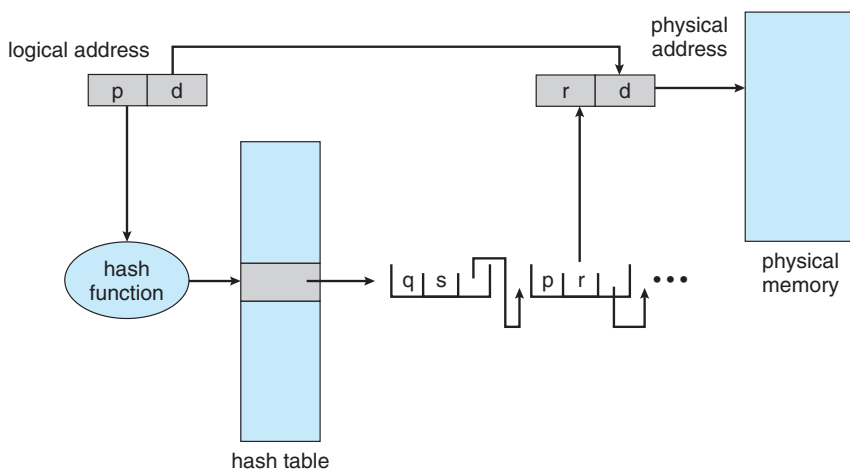 logical address
physical
address
p d
r d
hash
function
q s
p r
•••
physical
memory
hash table